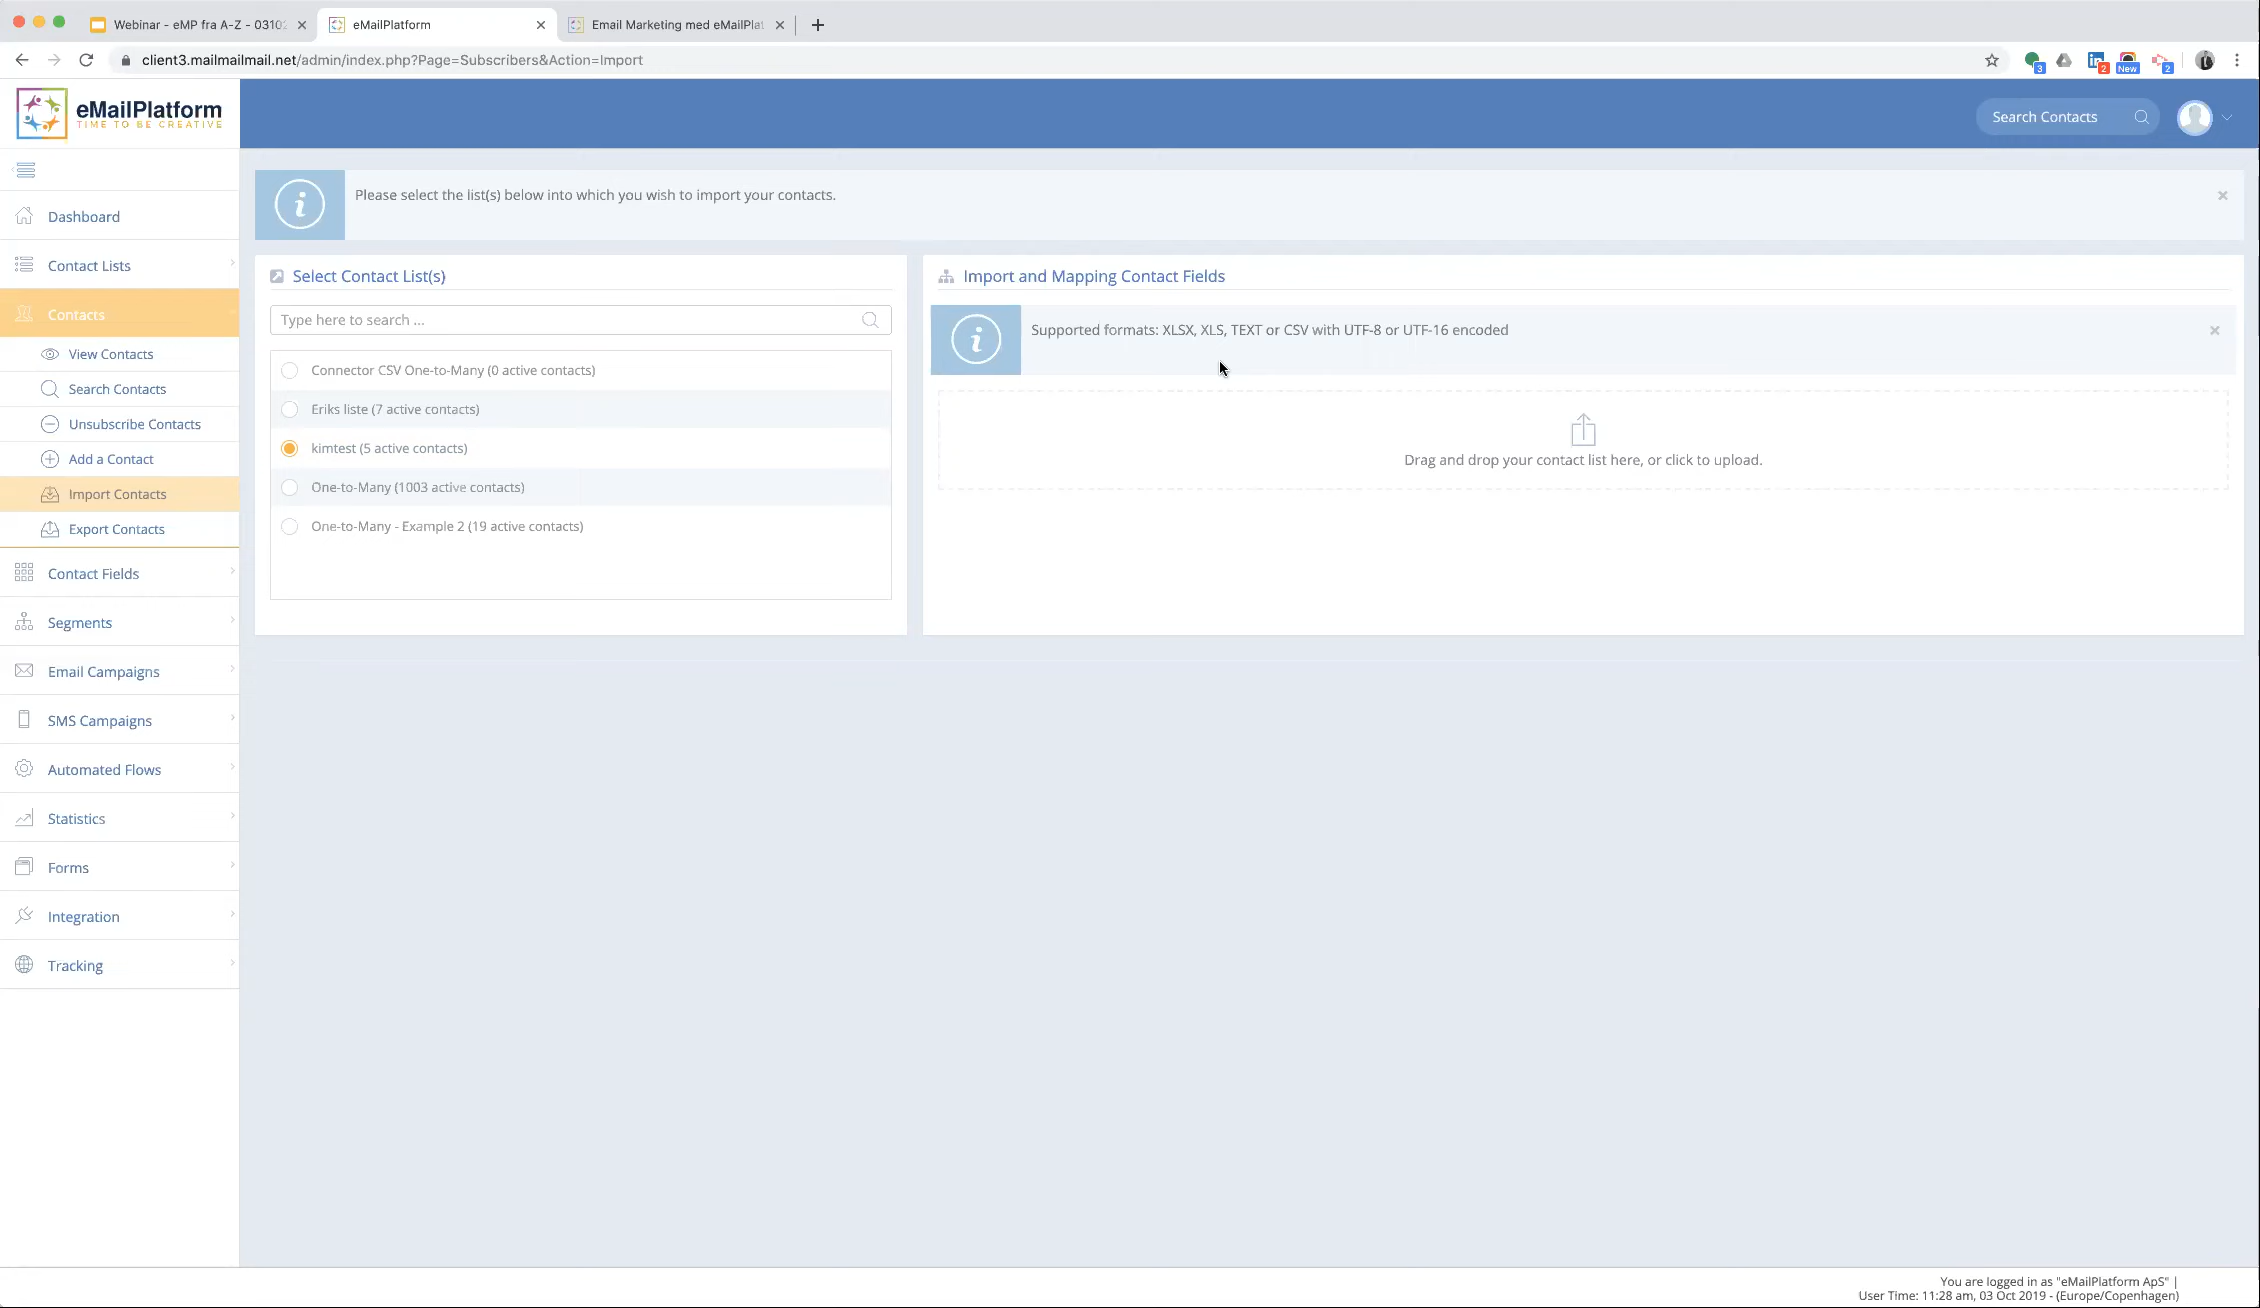 Webinar - eMP fra A-Z - 0310
eMailPlatform
Email Marketing med eMailPlat
client3.mailmailmail.net/admin/index.php?Page=Subscribers&Action=Import
3
2
New
2
eMailPlatform
TIME TO BE CREATIVE
Search Contacts
Please select the list(s) below into which you wish to import your contacts.
Dashboard
Contact Lists
Contacts
View Contacts
Search Contacts
Unsubscribe Contacts
Add a Contact
Import Contacts
Export Contacts
Contact Fields
Segments
Email Campaigns
SMS Campaigns
Automated Flows
Statistics
Forms
Integration
Tracking
Select Contact List(s)
Type here to search ...
Connector CSV One-to-Many (0 active contacts)
Eriks liste (7 active contacts)
kimtest (5 active contacts)
One-to-Many (1003 active contacts)
One-to-Many - Example 2 (19 active contacts)
Import and Mapping Contact Fields
Supported formats: XLSX, XLS, TEXT or CSV with UTF-8 or UTF-16 encoded
Drag and drop your contact list here, or click to upload.
You are logged in as "eMailPlatform ApS" |
User Time: 11:28 am, 03 Oct 2019 - (Europe/Copenhagen)